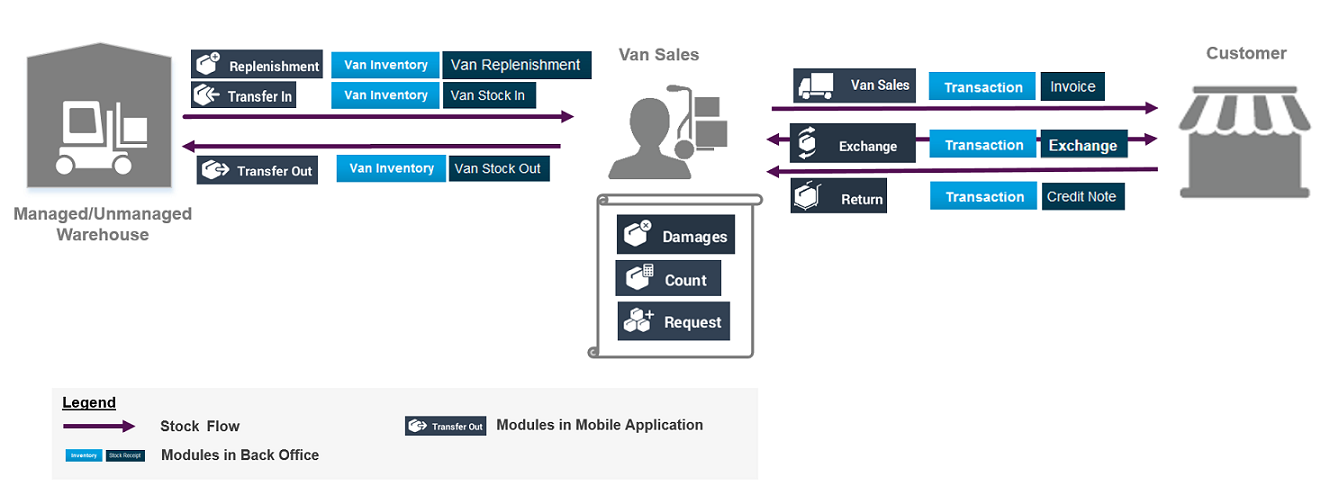 Van Sales
Customer
Replenishment Van Inventory Van Replenishment
Transfer In Van Inventory Van Stock In
Transfer Out Van Inventory Van Stock Out
Managed/Unmanaged
Warehouse
Van Sales Transaction Invoice
Exchange Transaction Exchange
Return Transaction Credit Note
Damages
Count
Request
Legend
Stock Flow
Transfer Out Modules in Mobile Application
Inventory Stock Receipt Modules in Back Office